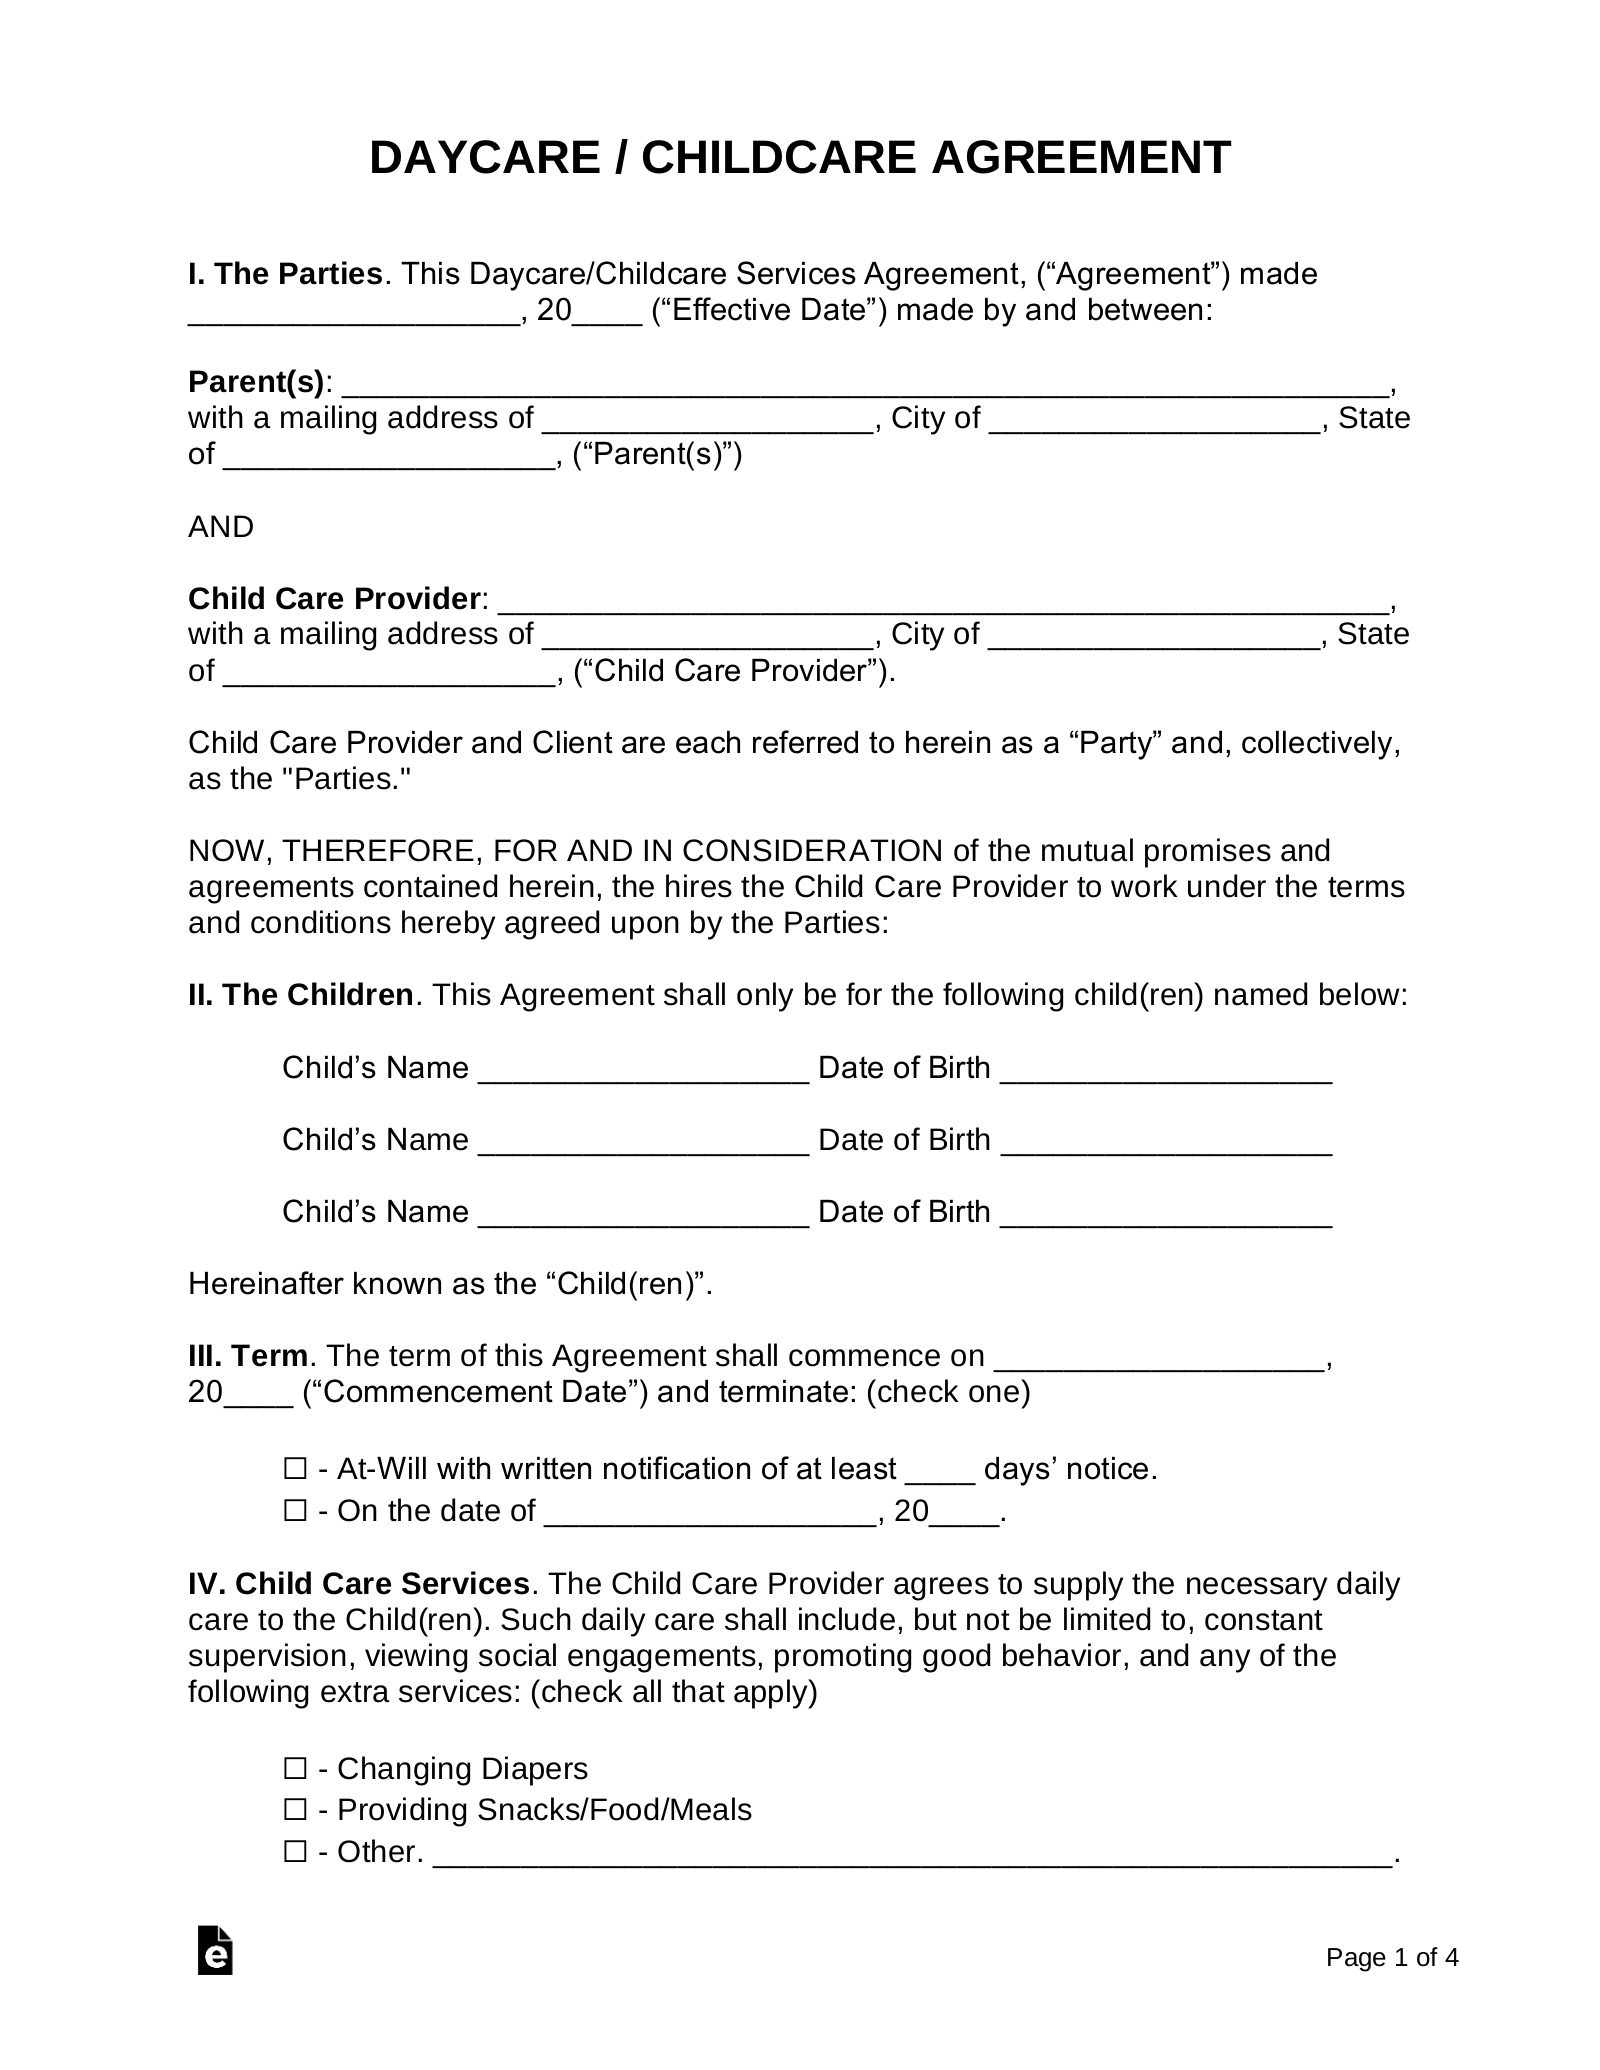 DAYCARE / CHILDCARE AGREEMENT
I. The Parties. This Daycare/Childcare Services Agreement, (“Agreement”) made
___________________, 20____ (“Effective Date”) made by and between:
Parent(s): ____________________________________________________________,
with a mailing address of ___________________, City of ___________________, State
of ___________________, (“Parent(s)”)
AND
Child Care Provider: ___________________________________________________,
with a mailing address of ___________________, City of ___________________, State
of ___________________, (“Child Care Provider”).
Child Care Provider and Client are each referred to herein as a “Party” and, collectively,
as the "Parties."
NOW, THEREFORE, FOR AND IN CONSIDERATION of the mutual promises and
agreements contained herein, the hires the Child Care Provider to work under the terms
and conditions hereby agreed upon by the Parties:
II. The Children. This Agreement shall only be for the following child(ren) named below:
Child’s Name ___________________ Date of Birth ___________________
Child’s Name ___________________ Date of Birth ___________________
Child’s Name ___________________ Date of Birth ___________________
Hereinafter known as the “Child(ren)”.
III. Term. The term of this Agreement shall commence on ___________________,
20____ (“Commencement Date”) and terminate: (check one)
☐ - At-Will with written notification of at least ____ days’ notice.
☐ - On the date of ___________________, 20____.
IV. Child Care Services. The Child Care Provider agrees to supply the necessary daily
care to the Child(ren). Such daily care shall include, but not be limited to, constant
supervision, viewing social engagements, promoting good behavior, and any of the
following extra services: (check all that apply)
☐ - Changing Diapers
☐ - Providing Snacks/Food/Meals
☐ - Other. _______________________________________________________.
e
Page 1 of 4